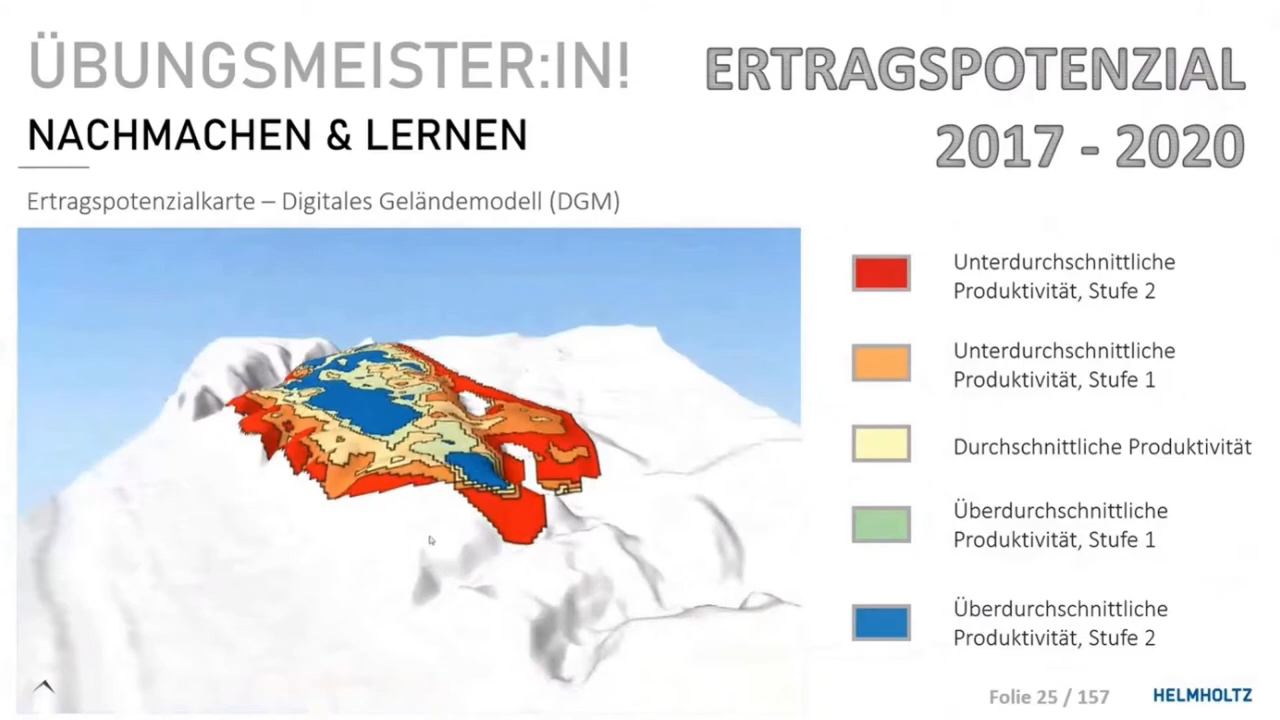 ÜBUNGSMEISTER:IN!
NACHMACHEN & LERNEN
ERTRAGSPOTENZIAL
2017 - 2020
Ertragspotenzialkarte – Digitales Geländemodell (DGM)
Unterdurchschnittliche
Produktivität, Stufe 2
Unterdurchschnittliche
Produktivität, Stufe 1
Durchschnittliche Produktivität
Überdurchschnittliche
Produktivität, Stufe 1
Überdurchschnittliche
Produktivität, Stufe 2
Folie 25 / 157
HELMHOLTZ